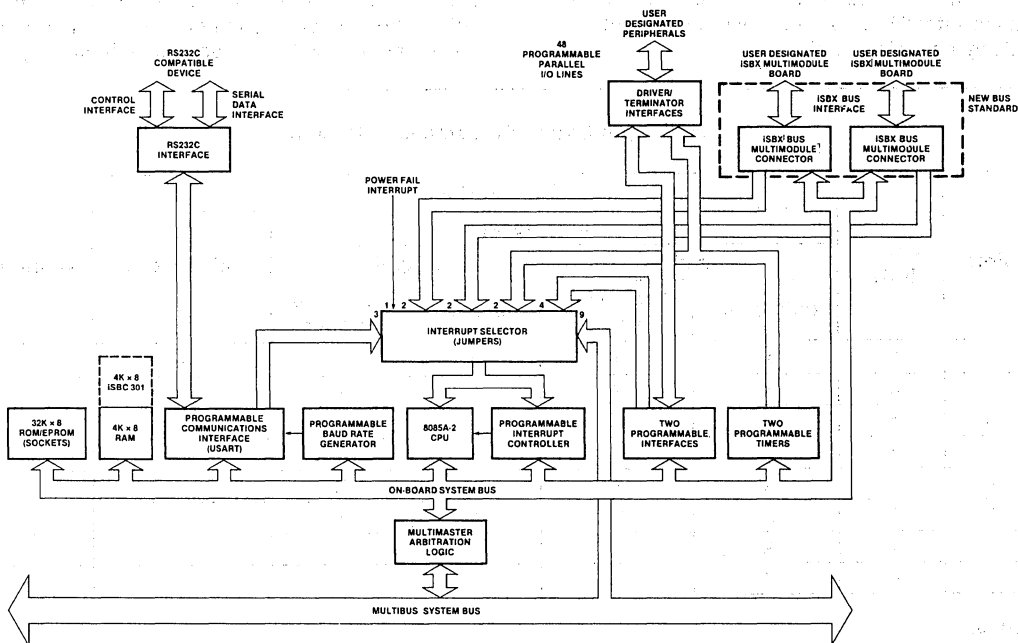 USER
DESIGNATED
PERIPHERALS
48
PROGRAMMABLE
PARALLEL
I/O LINES
RS232C
COMPATIBLE
DEVICE
USER DESIGNATED
iSBX MULTIMODULE
BOARD
USER DESIGNATED
iSBX MULTIMODULE
BOARD
CONTROL
INTERFACE
SERIAL
DATA
INTERFACE
DRIVER/
TERMINATOR
INTERFACES
iSBX BUS
INTERFACE
NEW BUS
STANDARD
RS232C
INTERFACE
iSBX BUS
MULTIMODULE
CONNECTOR
iSBX BUS
MULTIMODULE
CONNECTOR
POWER FAIL
INTERRUPT
3
1
2
2
2
4
9
INTERRUPT SELECTOR
(JUMPERS)
4K × 8
iSBC 301
32K × 8
ROM/EPROM
(SOCKETS)
4K × 8
RAM
PROGRAMMABLE
COMMUNICATIONS
INTERFACE
(USART)
PROGRAMMABLE
BAUD RATE
GENERATOR
8085A-2
CPU
PROGRAMMABLE
INTERRUPT
CONTROLLER
TWO
PROGRAMMABLE
INTERFACES
TWO
PROGRAMMABLE
TIMERS
ON-BOARD SYSTEM BUS
MULTIMASTER
ARBITRATION
LOGIC
MULTIBUS SYSTEM BUS